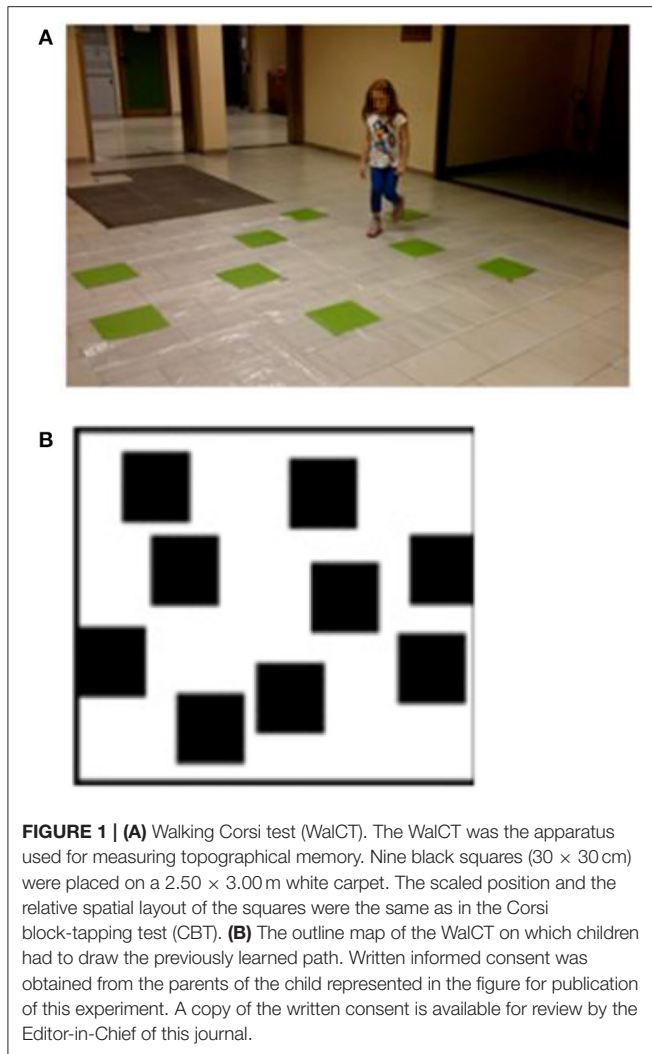 A
B
FIGURE 1 | (A) Walking Corsi test (WalCT). The WalCT was the apparatus
used for measuring topographical memory. Nine black squares (30 × 30 cm)
were placed on a 2.50 × 3.00 m white carpet. The scaled position and the
relative spatial layout of the squares were the same as in the Corsi
block-tapping test (CBT). (B) The outline map of the WalCT on which children
had to draw the previously learned path. Written informed consent was
obtained from the parents of the child represented in the figure for publication
of this experiment. A copy of the written consent is available for review by the
Editor-in-Chief of this journal.